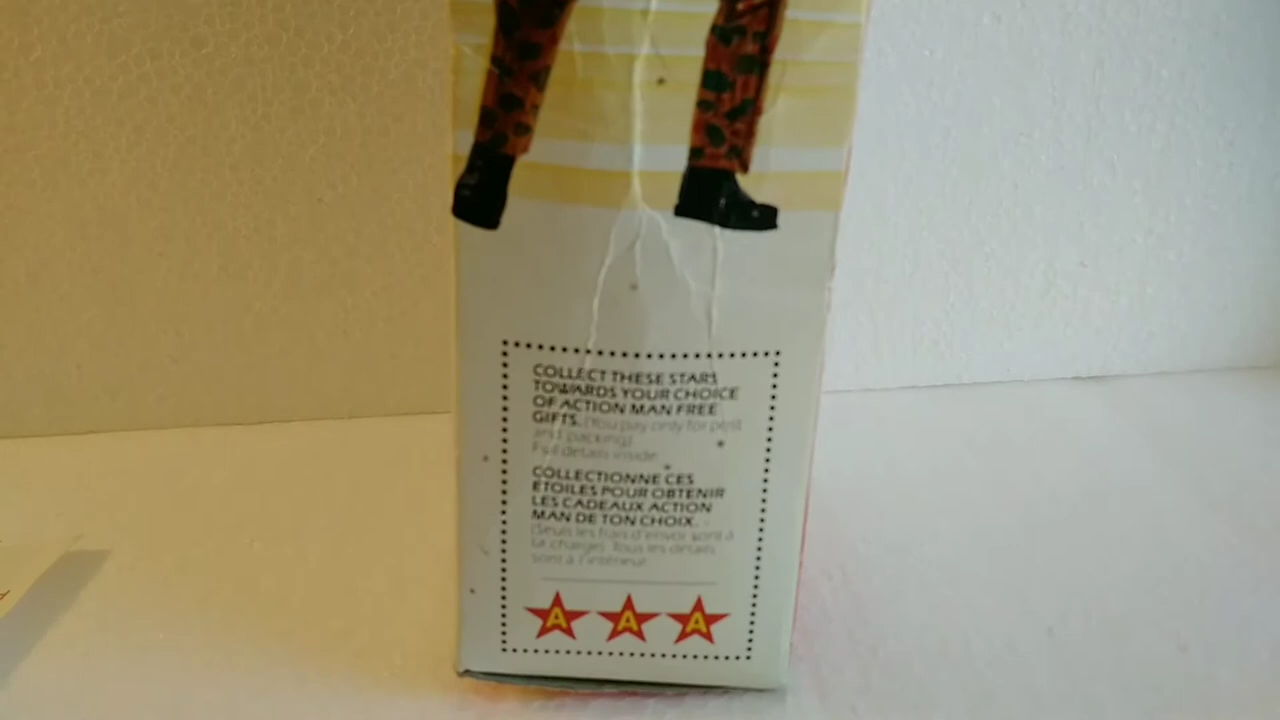 COLLECT THESE STARS
TOWARDS YOUR CHOICE
OF ACTION MAN FREE
GIFTS. (You pay only for post
and packing)
Full details inside
COLLECTIONNE CES
ETOILES POUR OBTENIR
LES CADEAUX ACTION
MAN DE TON CHOIX.
(Seuls les frais d'envoi sont à
ta charge) Tous les détails
sont à l'intérieur
A A A